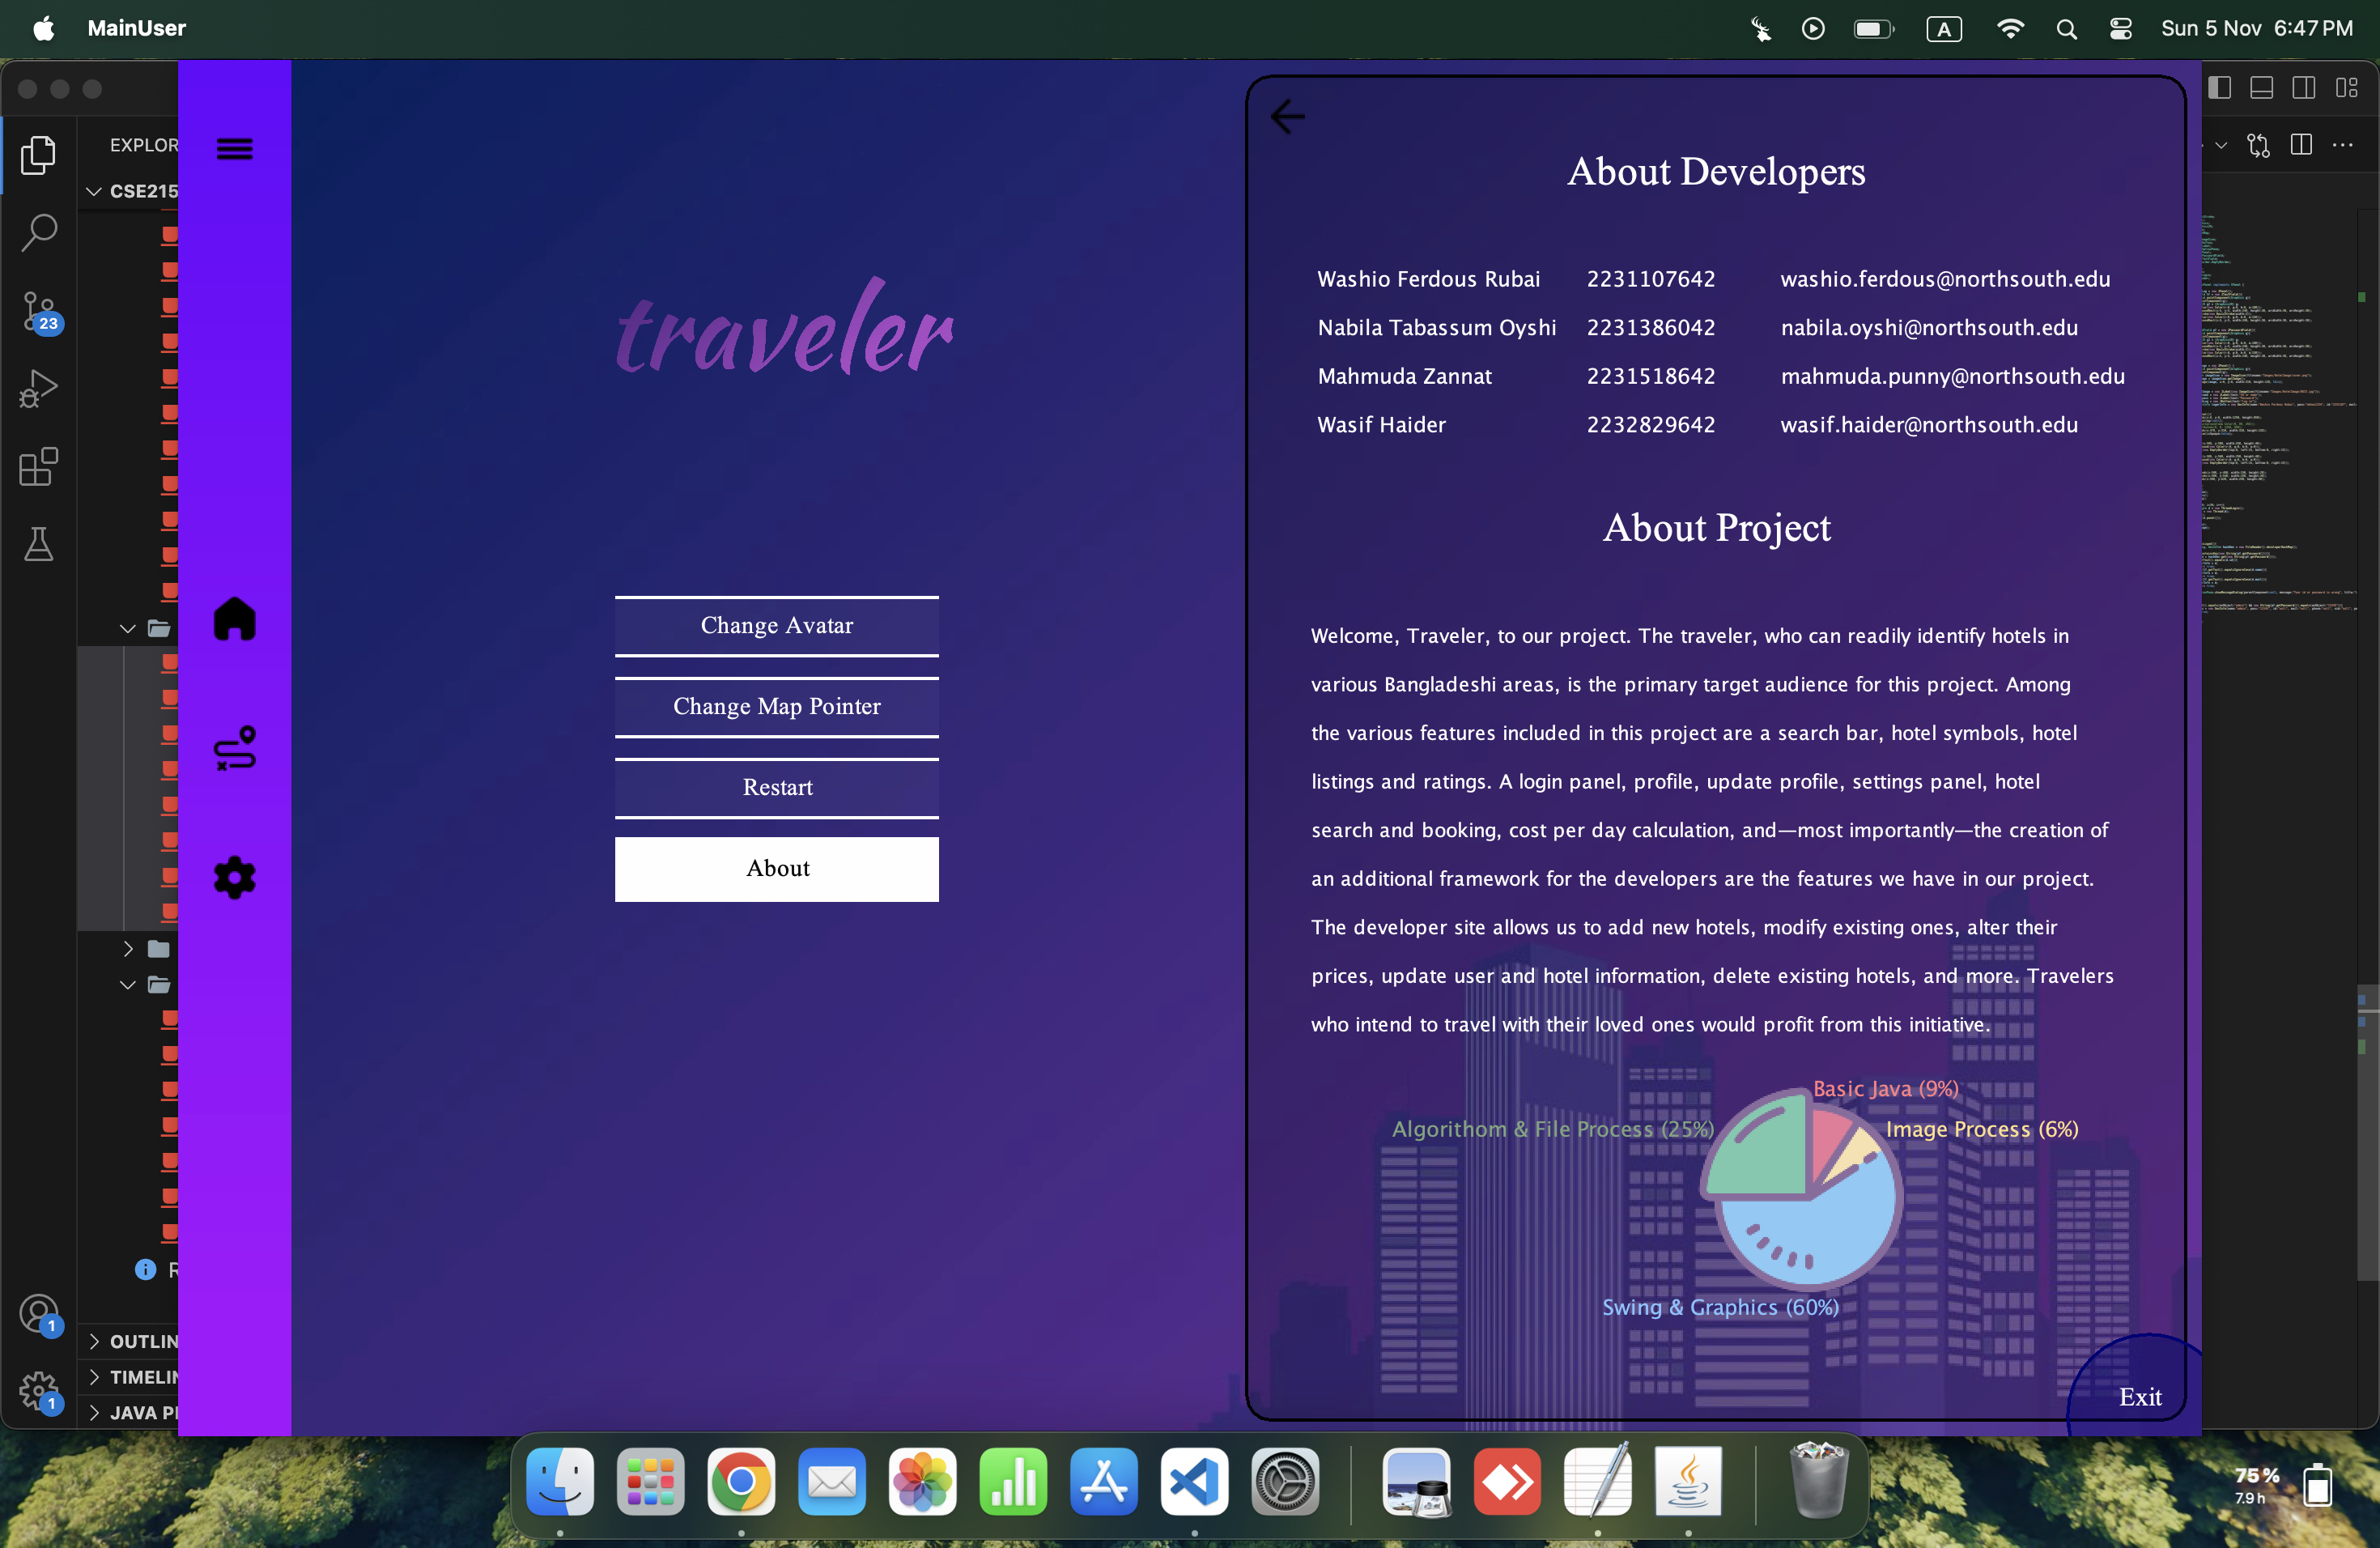 MainUser
A
Sun 5 Nov 6:47 PM
EXPLOR
CSE215
23
traveler
Change Avatar
Change Map Pointer
Restart
About
About Developers
Washio Ferdous Rubai 2231107642 washio.ferdous@northsouth.edu
Nabila Tabassum Oyshi 2231386042 nabila.oyshi@northsouth.edu
Mahmuda Zannat 2231518642 mahmuda.punny@northsouth.edu
Wasif Haider 2232829642 wasif.haider@northsouth.edu
About Project
Welcome, Traveler, to our project. The traveler, who can readily identify hotels in
various Bangladeshi areas, is the primary target audience for this project. Among
the various features included in this project are a search bar, hotel symbols, hotel
listings and ratings. A login panel, profile, update profile, settings panel, hotel
search and booking, cost per day calculation, and—most importantly—the creation of
an additional framework for the developers are the features we have in our project.
The developer site allows us to add new hotels, modify existing ones, alter their
prices, update user and hotel information, delete existing hotels, and more. Travelers
who intend to travel with their loved ones would profit from this initiative.
Basic Java (9%)
Algorithom & File Process (25%)
Image Process (6%)
Swing & Graphics (60%)
Exit
R
1
OUTLIN
TIMELIN
1
JAVA P
75%
7.9 h